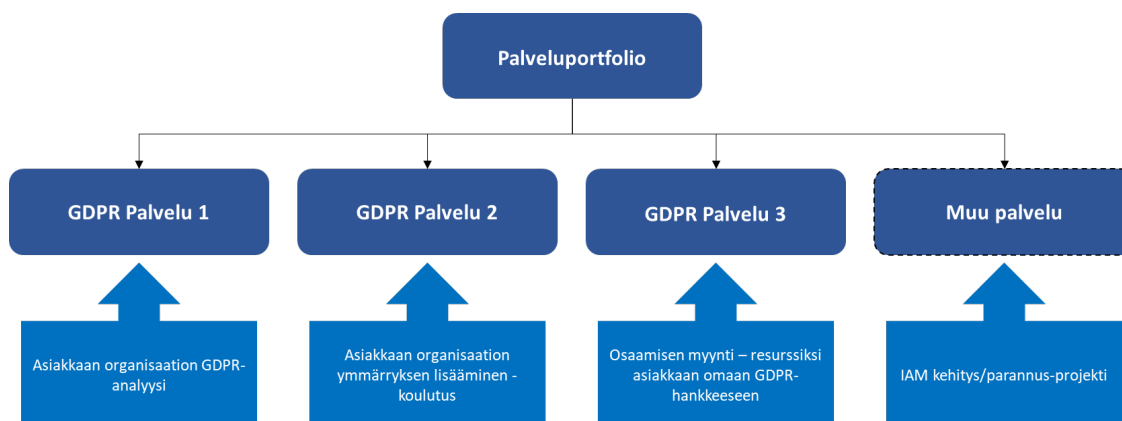 Palveluportfolio
GDPR Palvelu 1
GDPR Palvelu 2
GDPR Palvelu 3
Muu palvelu
Asiakkaan organisaation GDPR-
analyysi
Asiakkaan organisaation
ymmärryksen lisääminen -
koulutus
Osaamisen myynti – resurssiksi
asiakkaan omaan GDPR-
hankkeeseen
IAM kehitys/parannus-projekti